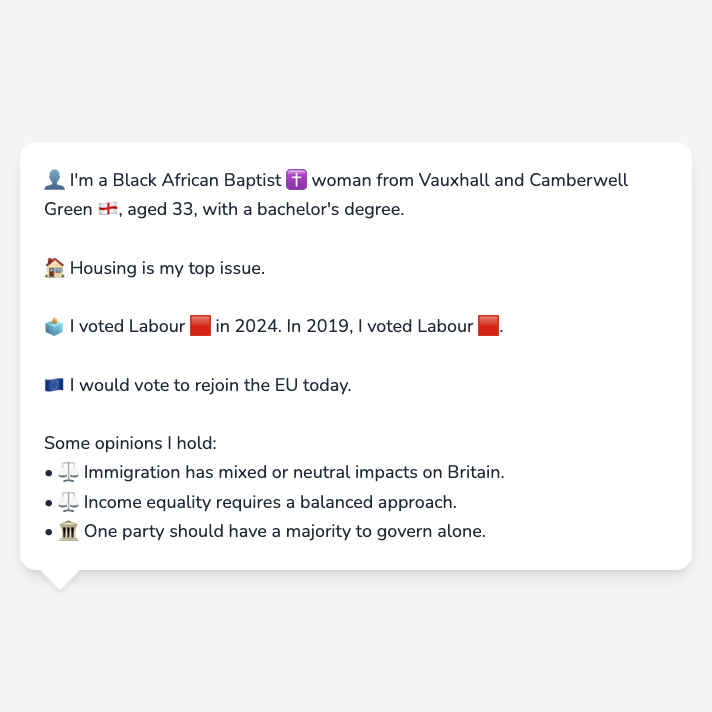 👤 I'm a Black African Baptist ✝️ woman from Vauxhall and Camberwell
Green 🏴󠁧󠁢󠁥󠁮󠁧󠁿, aged 33, with a bachelor's degree.
🏠 Housing is my top issue.
🗳️ I voted Labour 🟥 in 2024. In 2019, I voted Labour 🟥.
🇪🇺 I would vote to rejoin the EU today.
Some opinions I hold:
• ⚖️ Immigration has mixed or neutral impacts on Britain.
• ⚖️ Income equality requires a balanced approach.
• 🏛️ One party should have a majority to govern alone.